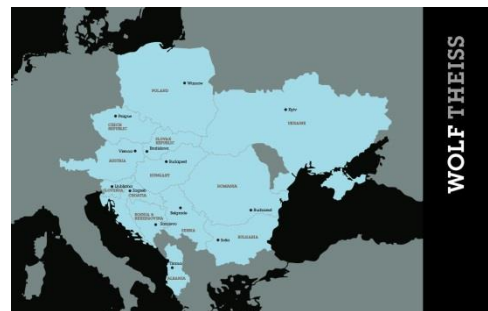 POLAND
Warsaw
Kyiv
UKRAINE
Prague
CZECH
REPUBLIC
SLOVAK
REPUBLIC
Vienna
Bratislava
Budapest
AUSTRIA
HUNGARY
Ljubljana
SLOVENIA
Zagreb
CROATIA
ROMANIA
BOSNIA &
HERZEGOVINA
Belgrade
Bucharest
Sarajevo
SERBIA
Sofia
BULGARIA
Tirana
ALBANIA
WOLF THEISS